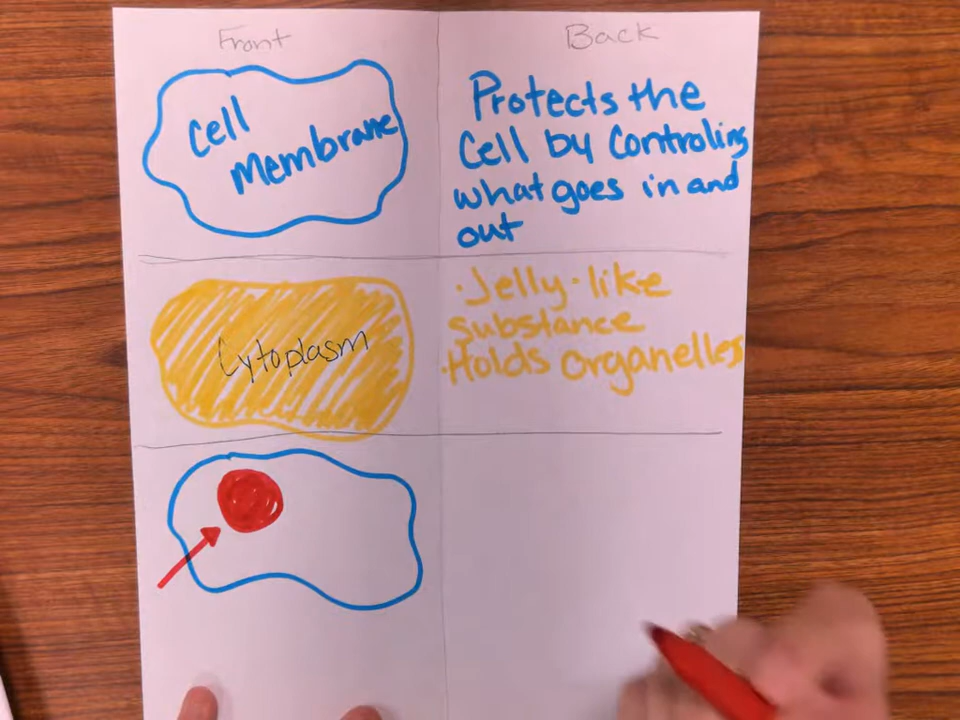 Front
Back
Cell
Membrane
Protects the
Cell by Controling
what goes in and
out
Cytoplasm
· Jelly-like
substance
· Holds Organelles